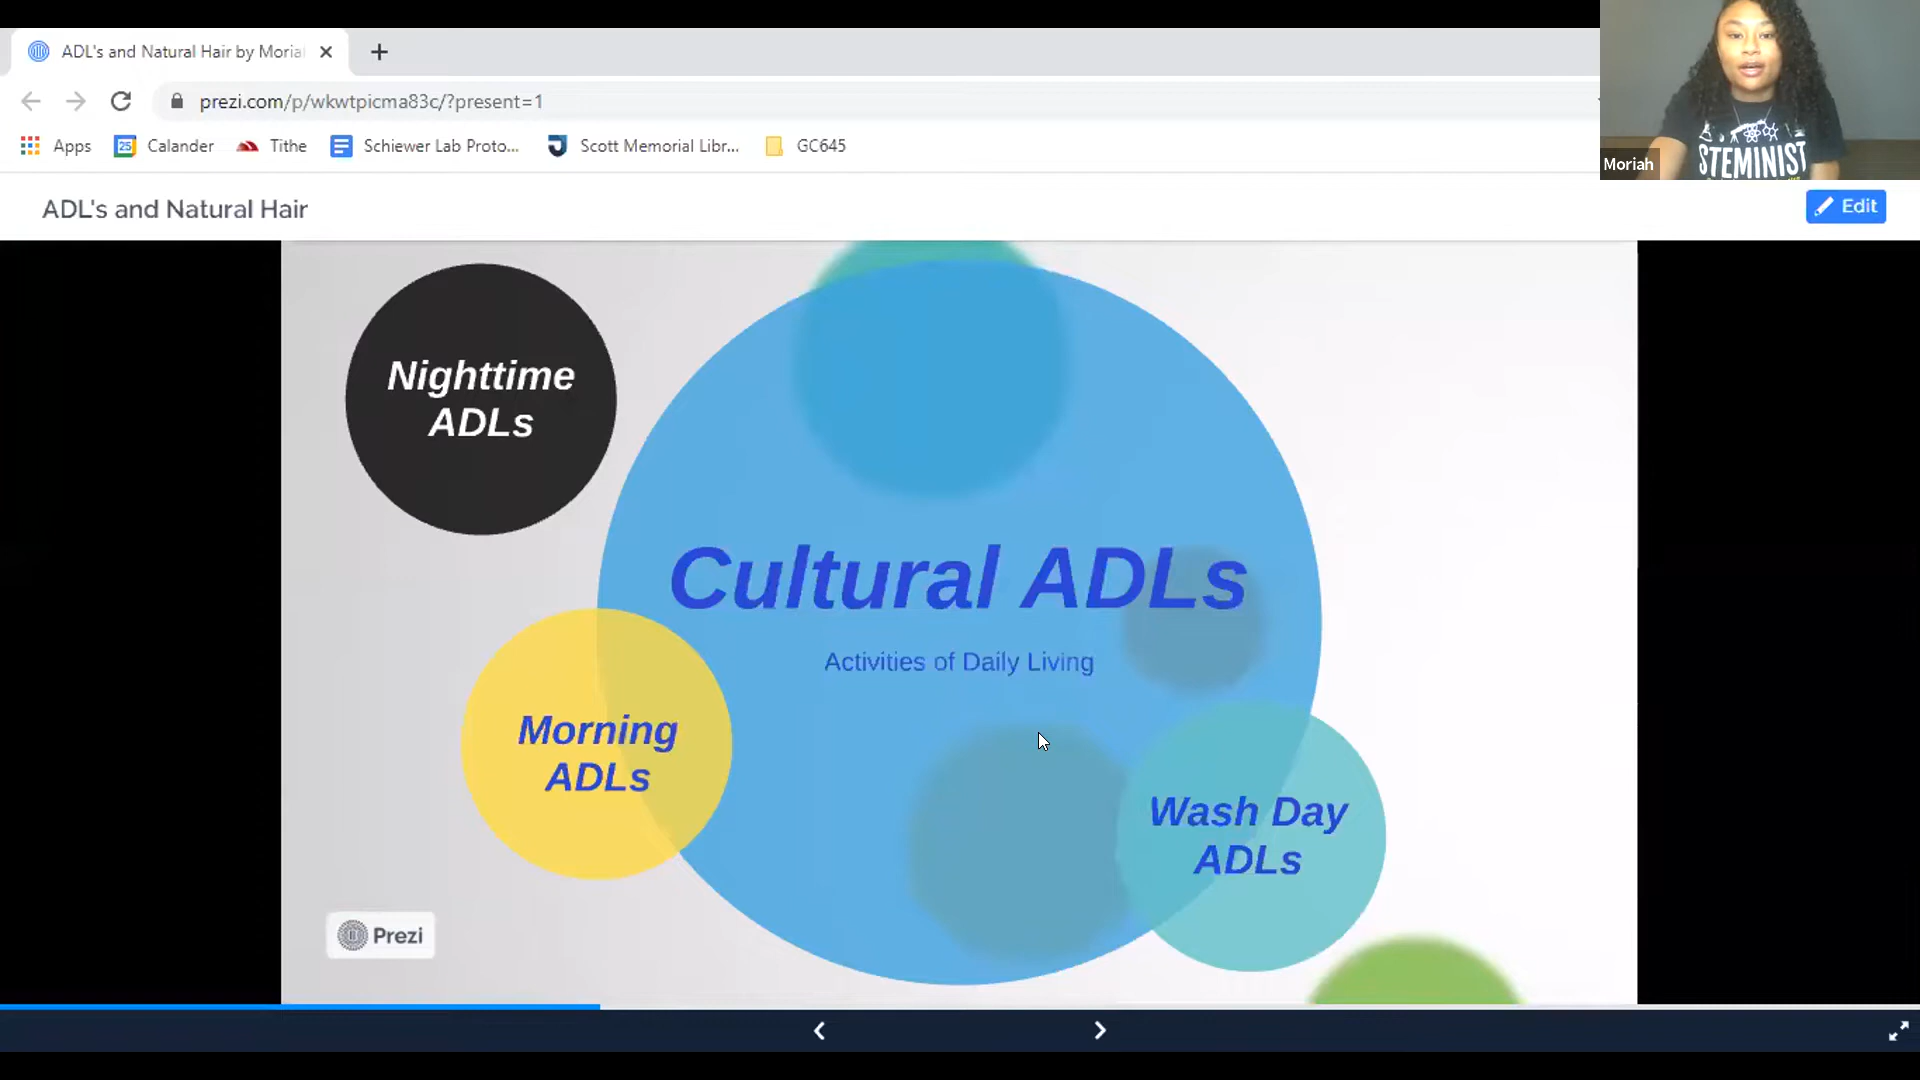 ADL's and Natural Hair by Moria
prezi.com/p/wkwtpicma83c/?present=1
Apps
25 Calander
Tithe
Schiewer Lab Proto...
Scott Memorial Libr...
GC645
STEMINIST
Moriah
ADL's and Natural Hair
Edit
Nighttime
ADLs
Cultural ADLs
Activities of Daily Living
Morning
ADLs
Wash Day
ADLs
Prezi